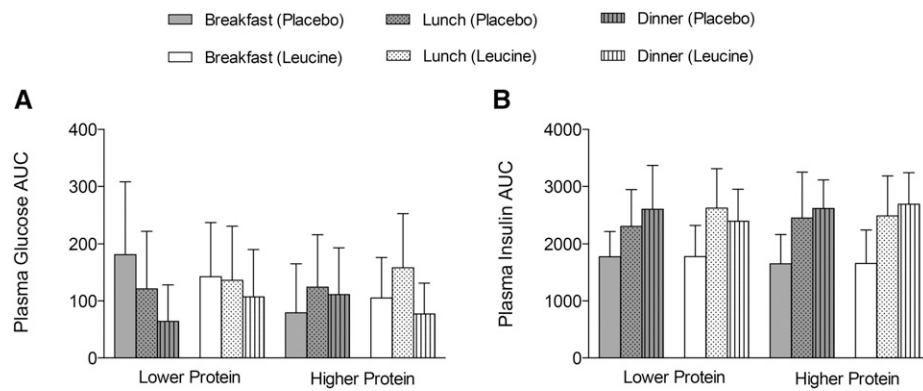 Breakfast (Placebo) Lunch (Placebo) Dinner (Placebo)
Breakfast (Leucine) Lunch (Leucine) Dinner (Leucine)
A
Plasma Glucose AUC
400
300
200
100
0
Lower Protein Higher Protein
B
Plasma Insulin AUC
4000
3000
2000
1000
0
Lower Protein Higher Protein